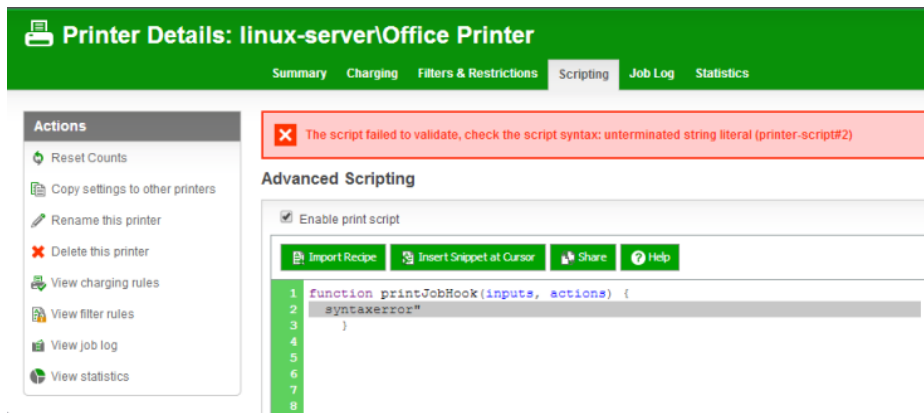 Printer Details: linux-server\Office Printer
Summary Charging Filters & Restrictions Scripting Job Log Statistics
Actions
Reset Counts
Copy settings to other printers
Rename this printer
Delete this printer
View charging rules
View filter rules
View job log
View statistics
The script failed to validate, check the script syntax: unterminated string literal (printer-script#2)
Advanced Scripting
Enable print script
Import Recipe Insert Snippet at Cursor Share Help
1 function printJobHook(inputs, actions) {
2 syntaxerror"
3 }
4
5
6
7
8